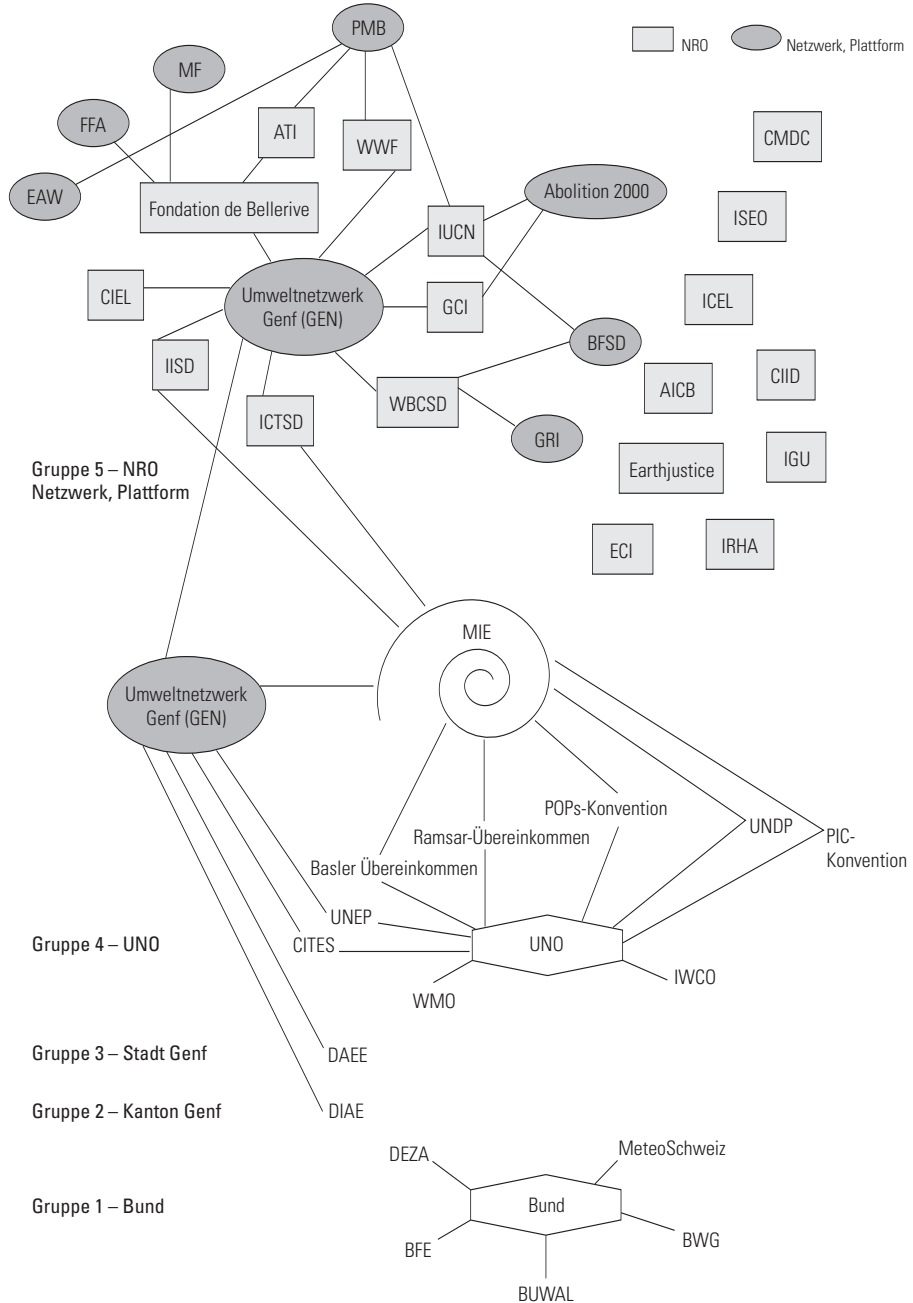 PMB
NRO
Netzwerk, Plattform
MF
FFA
ATI
WWF
CMDC
EAW
Fondation de Bellerive
Abolition 2000
ISEO
IUCN
CIEL
Umweltnetzwerk
Genf (GEN)
GCI
ICEL
IISD
BFSD
WBCSD
AICB
CIID
ICTSD
GRI
Gruppe 5 – NRO
Netzwerk, Plattform
Earthjustice
IGU
ECI
IRHA
MIE
Umweltnetzwerk
Genf (GEN)
POPs-Konvention
Ramsar-Übereinkommen
UNDP
PIC-
Konvention
Basler Übereinkommen
UNEP
Gruppe 4 – UNO
CITES
UNO
WMO
IWCO
Gruppe 3 – Stadt Genf
DAEE
Gruppe 2 – Kanton Genf
DIAE
DEZA
MeteoSchweiz
Gruppe 1 – Bund
Bund
BFE
BWG
BUWAL